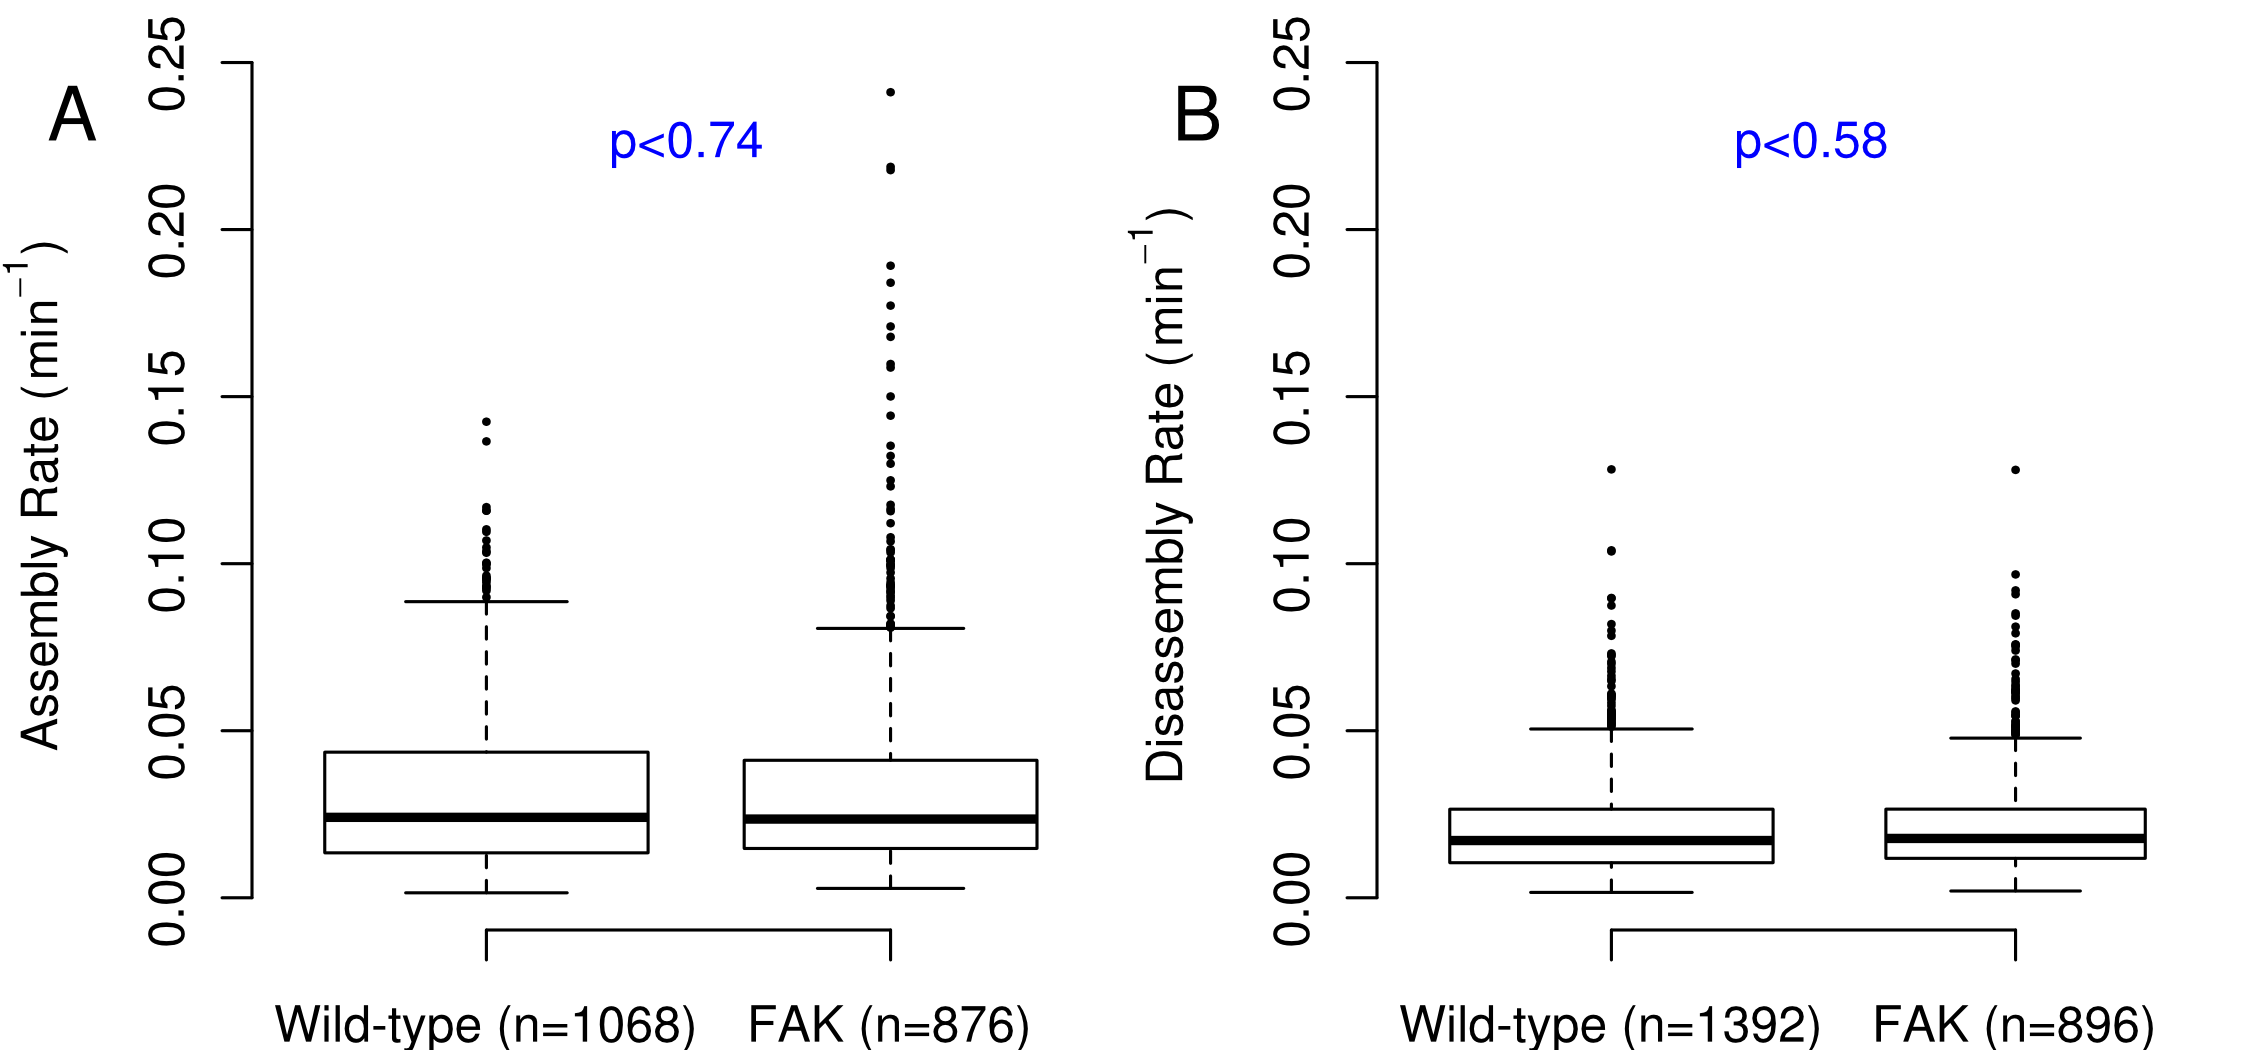 A
p<0.74
Assembly Rate (min⁻¹)
0.25
0.20
0.15
0.10
0.05
0.00
Wild-type (n=1068)
FAK (n=876)
B
p<0.58
Disassembly Rate (min⁻¹)
0.25
0.20
0.15
0.10
0.05
0.00
Wild-type (n=1392)
FAK (n=896)